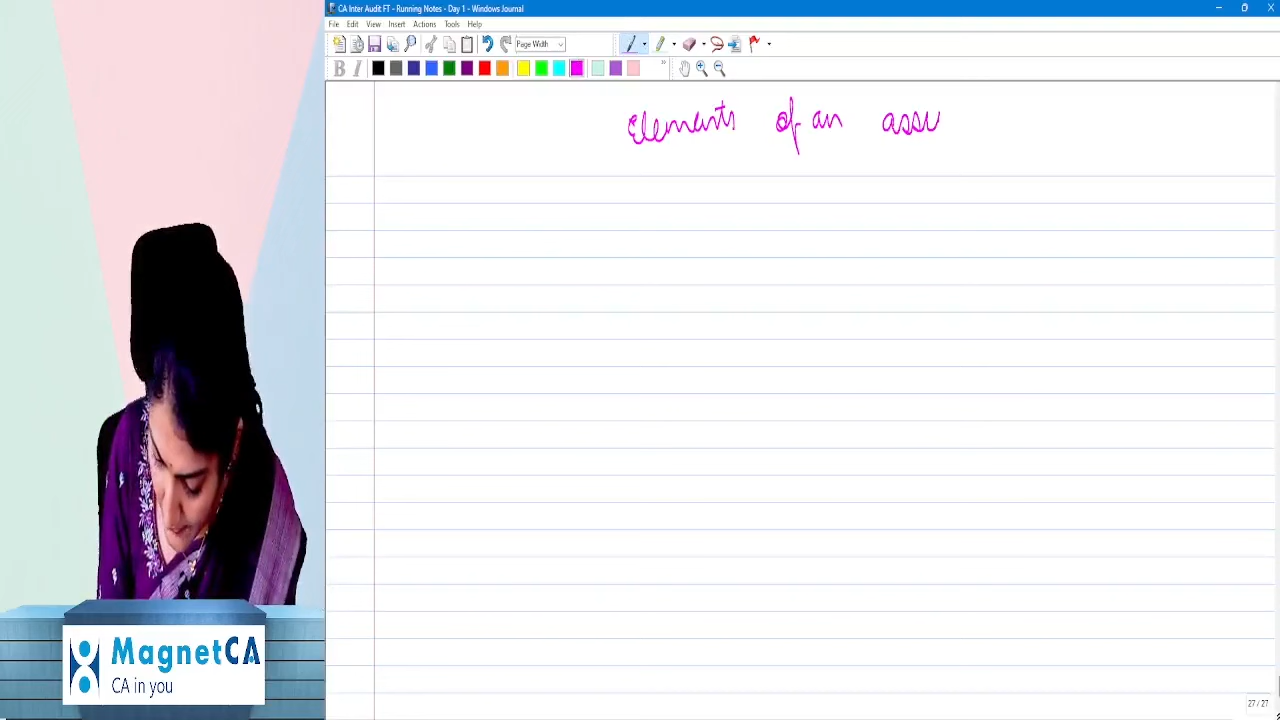 CA Inter Audit FT - Running Notes - Day 1 - Windows Journal
File Edit View Insert Actions Tools Help
Page Width
B I
Elements of an assu
MagnetCA
CA in you
27 / 27